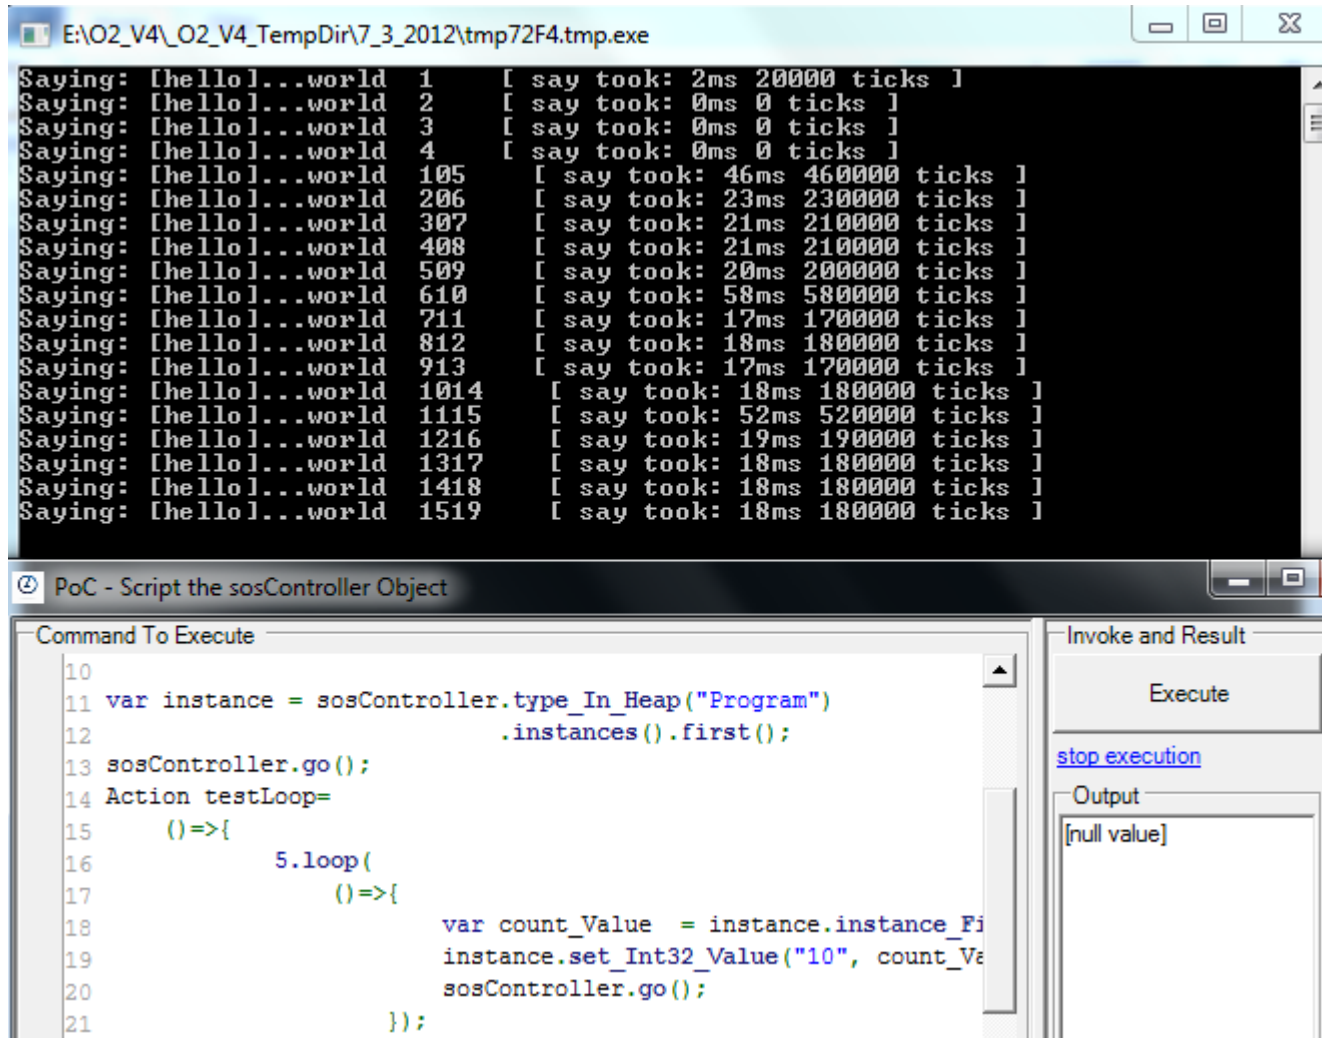 E:\O2_V4\_O2_V4_TempDir\7_3_2012\tmp72F4.tmp.exe
Saying: [hello]...world 1 [ say took: 2ms 20000 ticks ]
Saying: [hello]...world 2 [ say took: 0ms 0 ticks ]
Saying: [hello]...world 3 [ say took: 0ms 0 ticks ]
Saying: [hello]...world 4 [ say took: 0ms 0 ticks ]
Saying: [hello]...world 105 [ say took: 46ms 460000 ticks ]
Saying: [hello]...world 206 [ say took: 23ms 230000 ticks ]
Saying: [hello]...world 307 [ say took: 21ms 210000 ticks ]
Saying: [hello]...world 408 [ say took: 21ms 210000 ticks ]
Saying: [hello]...world 509 [ say took: 20ms 200000 ticks ]
Saying: [hello]...world 610 [ say took: 58ms 580000 ticks ]
Saying: [hello]...world 711 [ say took: 17ms 170000 ticks ]
Saying: [hello]...world 812 [ say took: 18ms 180000 ticks ]
Saying: [hello]...world 913 [ say took: 17ms 170000 ticks ]
Saying: [hello]...world 1014 [ say took: 18ms 180000 ticks ]
Saying: [hello]...world 1115 [ say took: 52ms 520000 ticks ]
Saying: [hello]...world 1216 [ say took: 19ms 190000 ticks ]
Saying: [hello]...world 1317 [ say took: 18ms 180000 ticks ]
Saying: [hello]...world 1418 [ say took: 18ms 180000 ticks ]
Saying: [hello]...world 1519 [ say took: 18ms 180000 ticks ]
PoC - Script the sosController Object
Command To Execute
10
11 var instance = sosController.type_In_Heap("Program")
12 .instances().first();
13 sosController.go();
14 Action testLoop=
15 ()=>{
16 5.loop(
17 ()=>{
18 var count_Value = instance.instance_Fi
19 instance.set_Int32_Value("10", count_Va
20 sosController.go();
21 });
Invoke and Result
Execute
stop execution
Output
[null value]